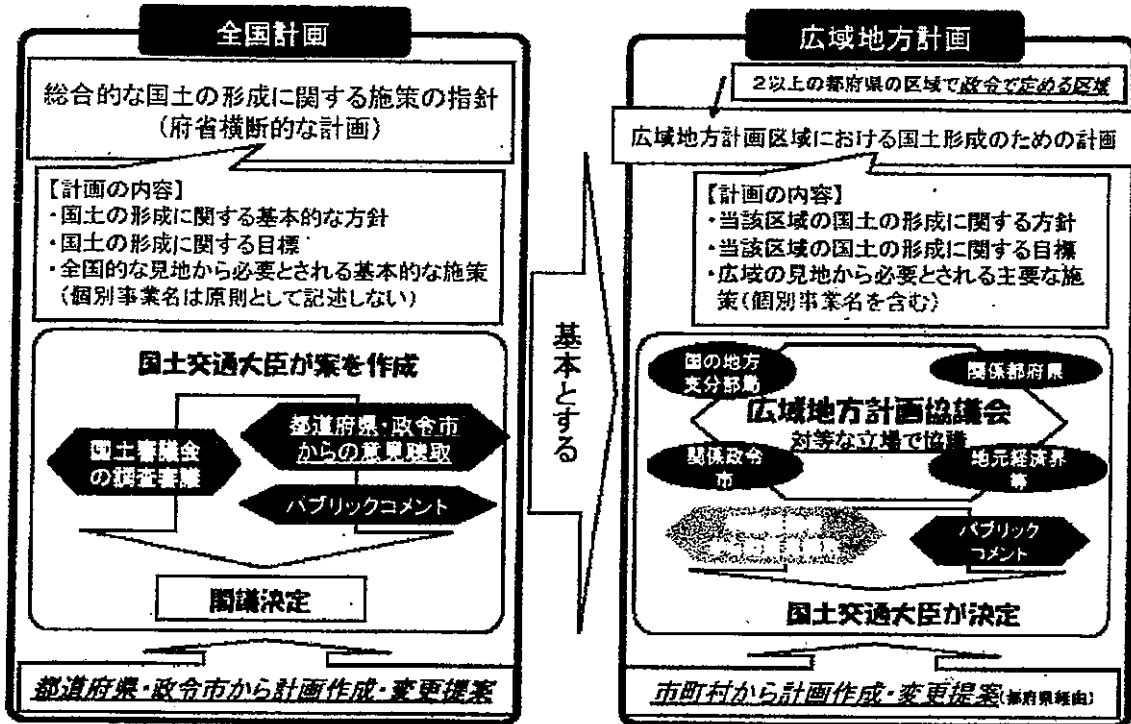 全国計画
総合的な国土の形成に関する施策の指針
(府省横断的な計画)
【計画の内容】
・国土の形成に関する基本的な方針
・国土の形成に関する目標
・全国的な見地から必要とされる基本的な施策
(個別事業名は原則として記述しない)
国土交通大臣が案を作成
国土審議会
の調査審議
都道府県・政令市
からの意見聴取
パブリックコメント
閣議決定
都道府県・政令市から計画作成・変更提案
基本とする
広域地方計画
2以上の都府県の区域で政令で定める区域
広域地方計画区域における国土形成のための計画
【計画の内容】
・当該区域の国土の形成に関する方針
・当該区域の国土の形成に関する目標
・広域の見地から必要とされる主要な施
策(個別事業名を含む)
国の地方
支分部局
関係都府県
広域地方計画協議会
対等な立場で協議
関係政令
市
地元経済界
等
パブリック
コメント
国土交通大臣が決定
市町村から計画作成・変更提案(都府県経由)